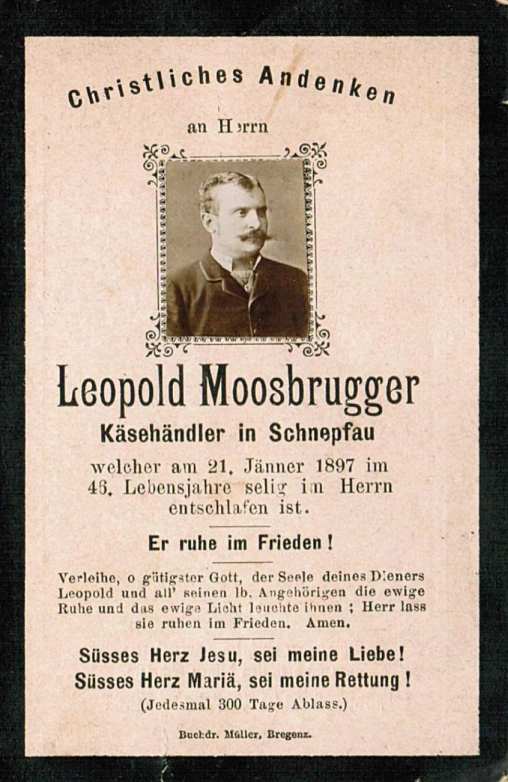 Christliches Andenken
an Herrn
Leopold Moosbrugger
Käsehändler in Schnepfau
welcher am 21. Jänner 1897 im
46. Lebensjahre selig im Herrn
entschlafen ist.
Er ruhe im Frieden!
Verleihe, o gütigster Gott, der Seele deines Dieners
Leopold und all' seinen lb. Angehörigen die ewige
Ruhe und das ewige Licht leuchte ihnen; Herr lass
sie ruhen im Frieden. Amen.
Süsses Herz Jesu, sei meine Liebe!
Süsses Herz Mariä, sei meine Rettung!
(Jedesmal 300 Tage Ablass.)
Buchdr. Müller, Bregenz.